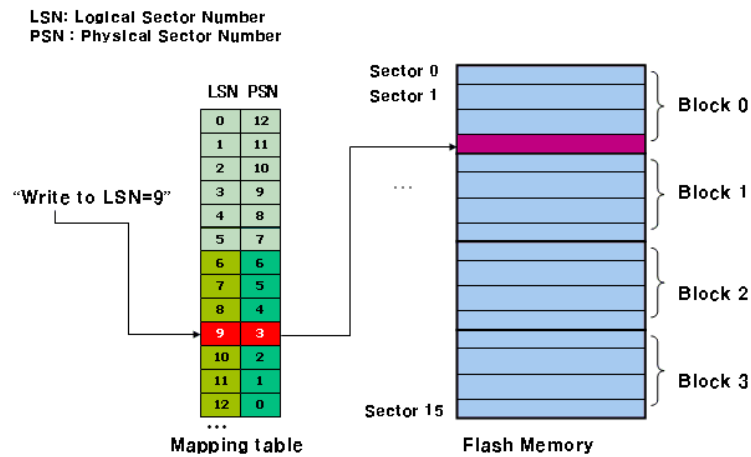 LSN: Logical Sector Number
PSN : Physical Sector Number
LSN PSN
0 12
1 11
2 10
3 9
4 8
5 7
6 6
7 5
8 4
9 3
10 2
11 1
12 0
...
Mapping table
“Write to LSN=9”
...
Sector 0
Sector 1
Sector 15
Block 0
Block 1
Block 2
Block 3
Flash Memory